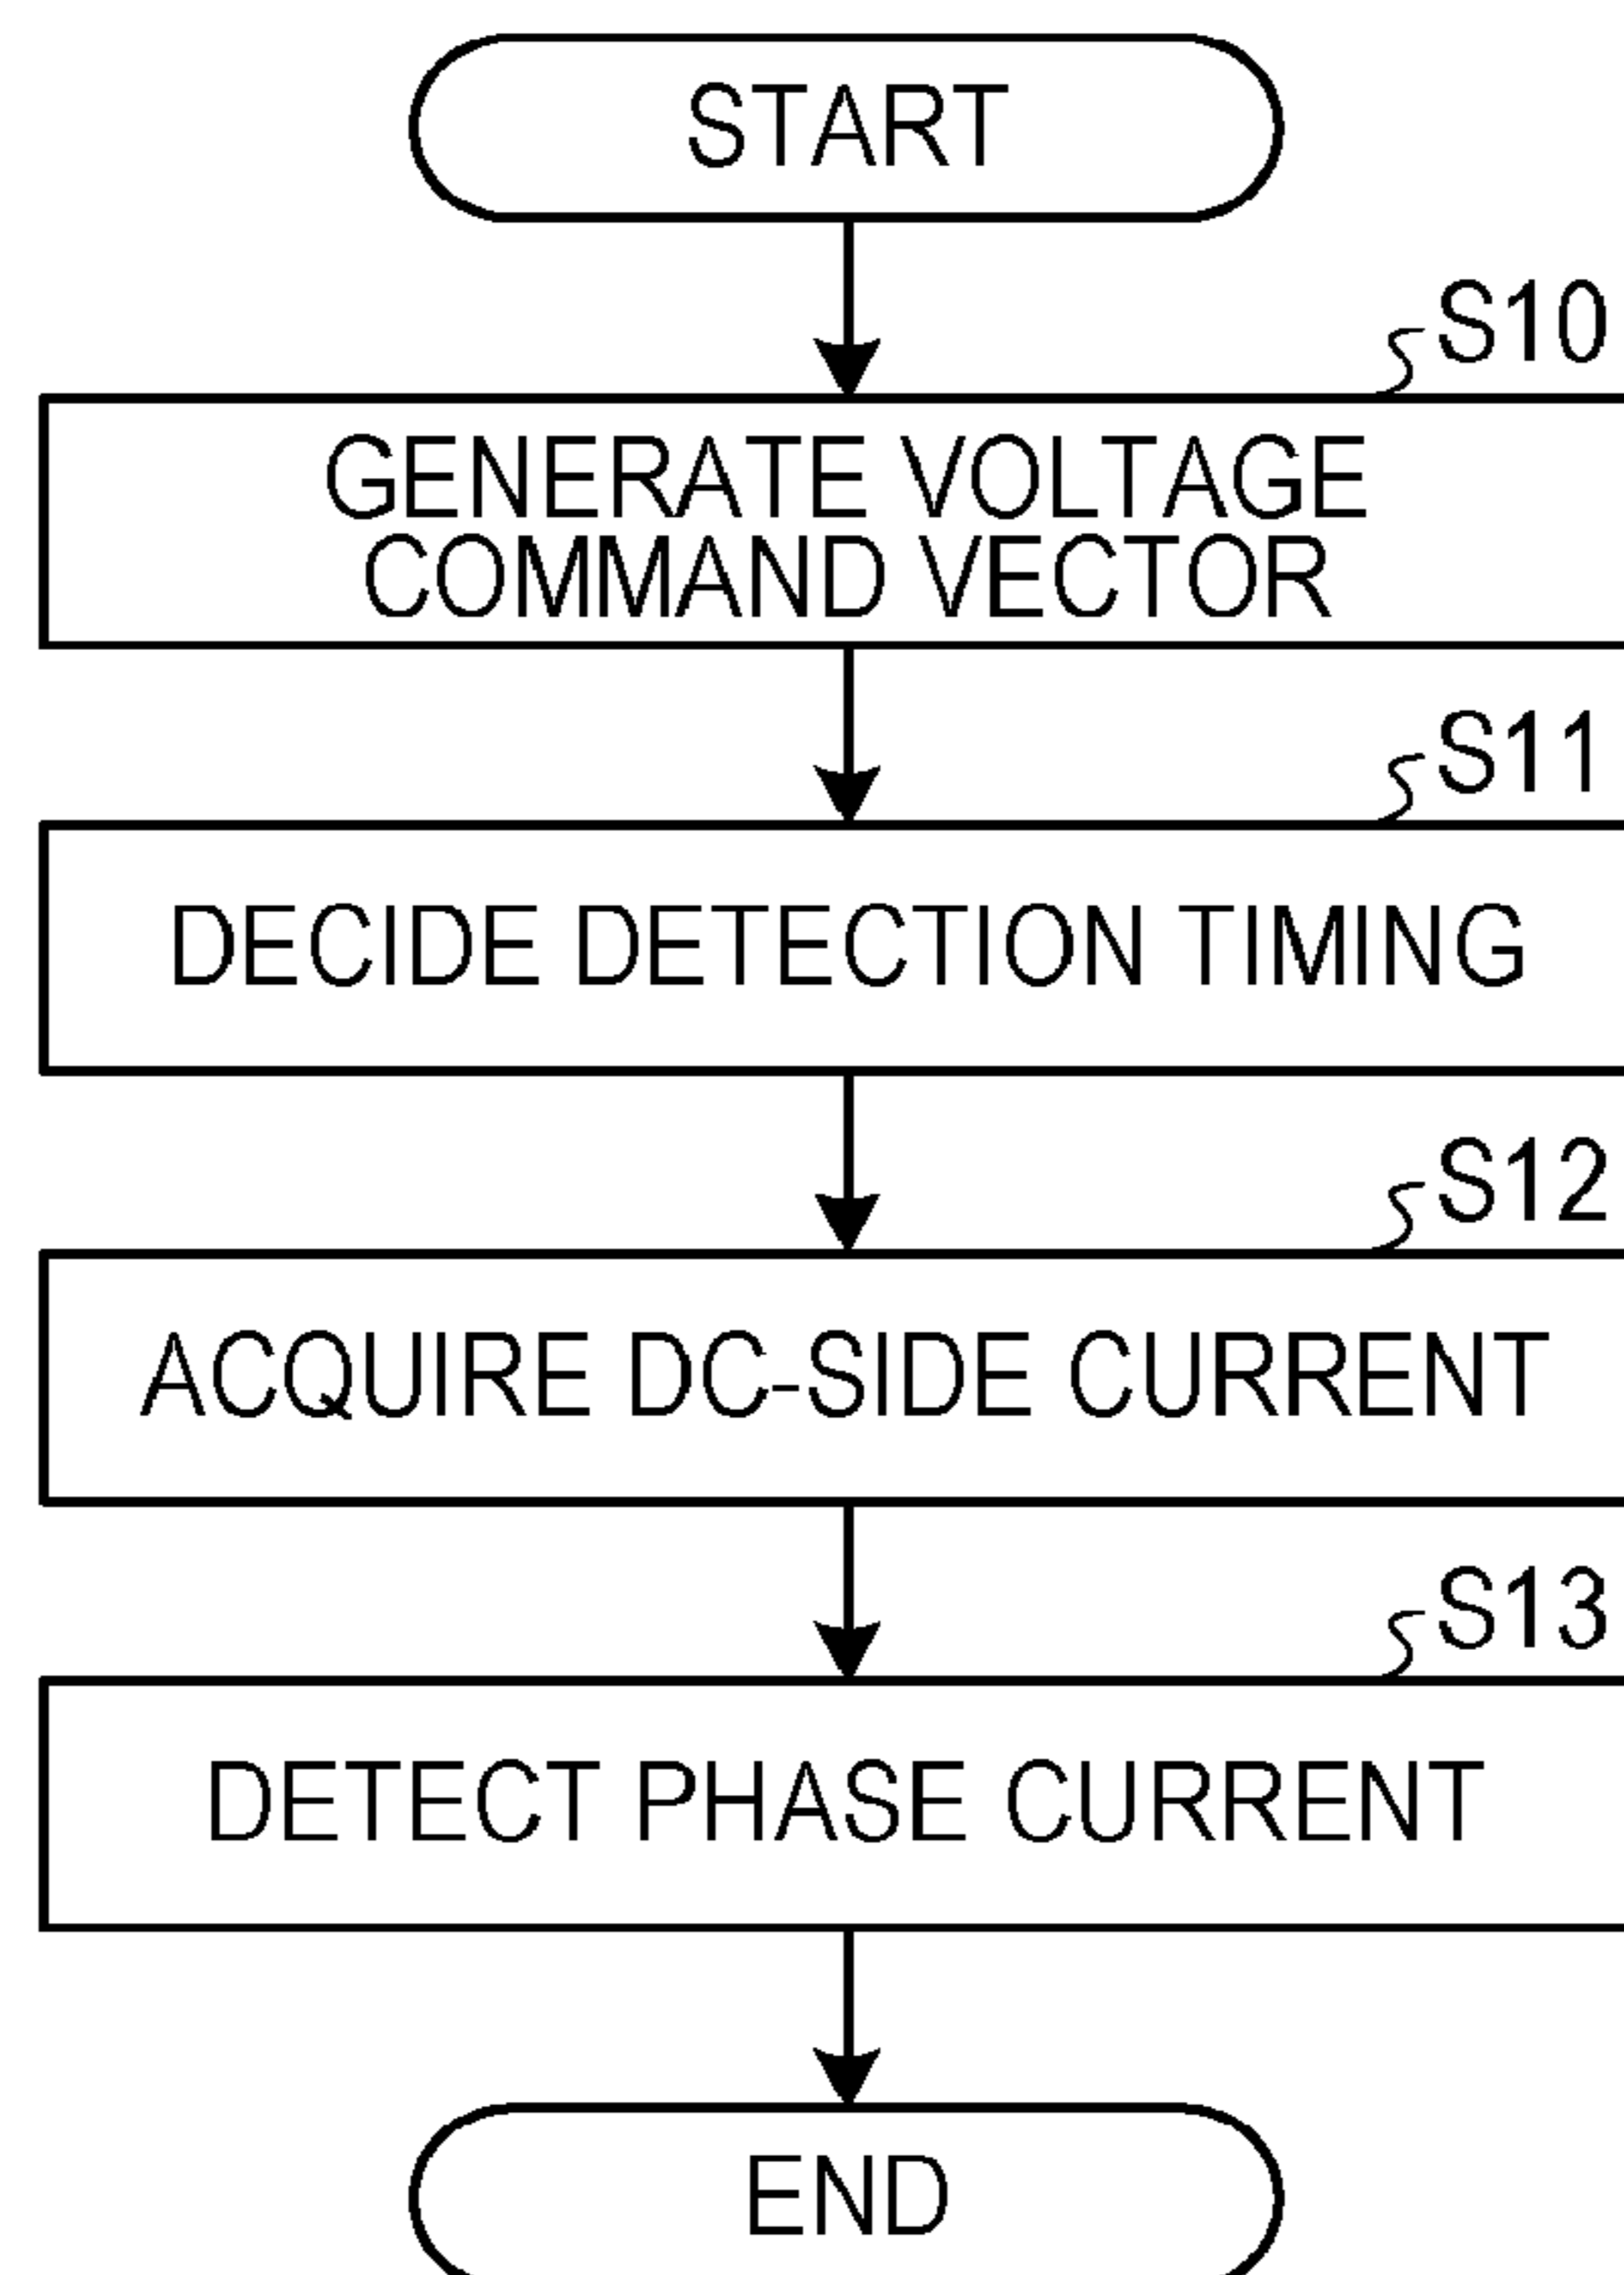 START
S10
GENERATE VOLTAGE
COMMAND VECTOR
S11
DECIDE DETECTION TIMING
S12
ACQUIRE DC-SIDE CURRENT
S13
DETECT PHASE CURRENT
END